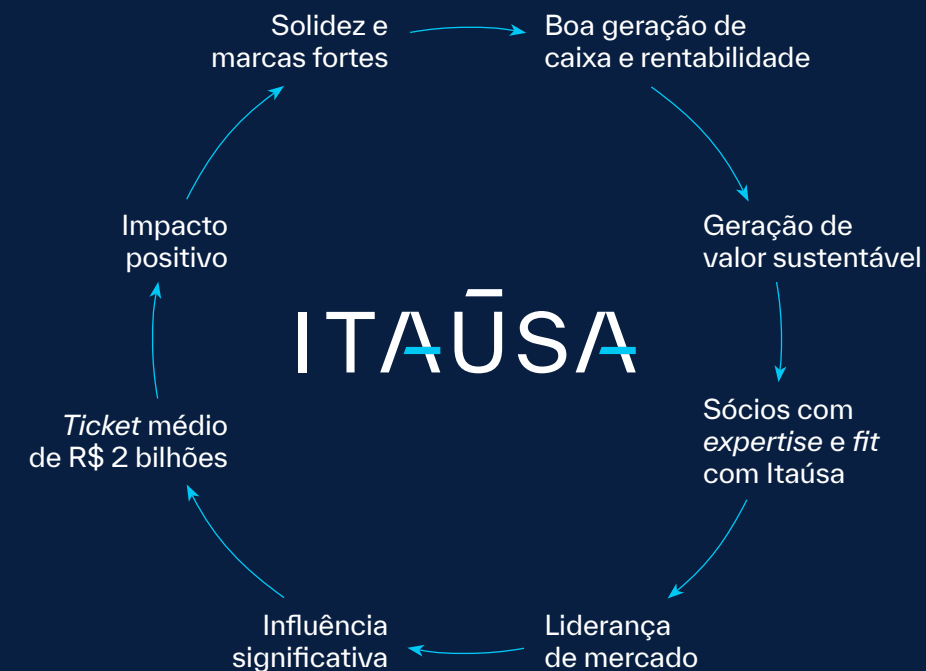 Solidez e
marcas fortes
Boa geração de
caixa e rentabilidade
Geração de
valor sustentável
Sócios com
expertise e fit
com Itaúsa
Liderança
de mercado
Influência
significativa
Ticket médio
de R$ 2 bilhões
Impacto
positivo
ITAŪSA